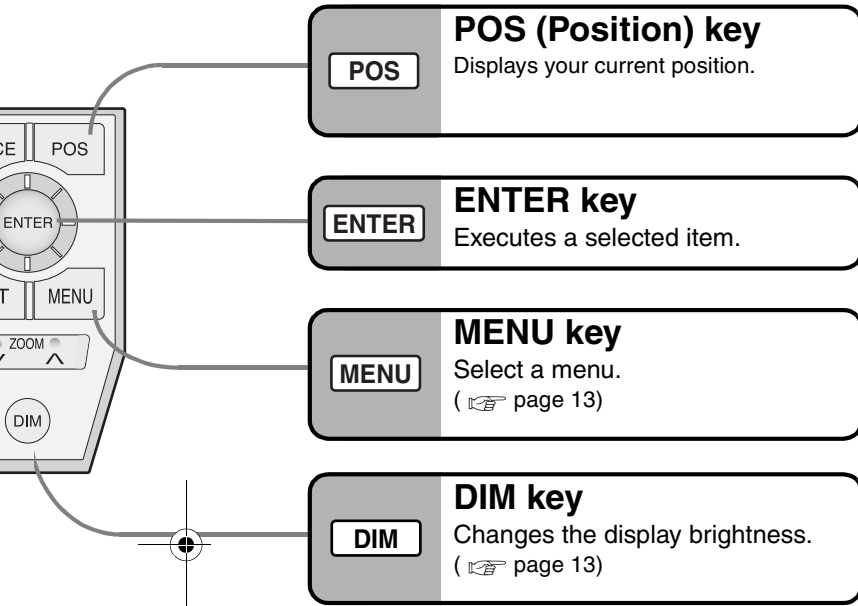 POS (Position) key
POS
Displays your current position.
CE
POS
ENTER
ENTER key
ENTER
Executes a selected item.
T
MENU
ZOOM
MENU key
MENU
Select a menu.
( page 13)
DIM
DIM key
DIM
Changes the display brightness.
( page 13)